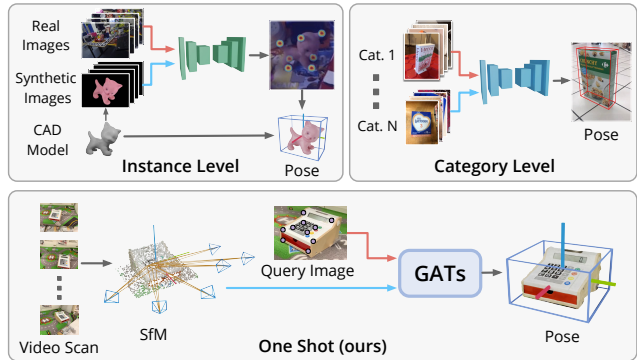 Real
Images
Synthetic
Images
CAD
Model
Instance Level
Pose
Cat. 1
Cat. N
Category Level
Pose
Video Scan
SfM
Query Image
GATs
Pose
One Shot (ours)